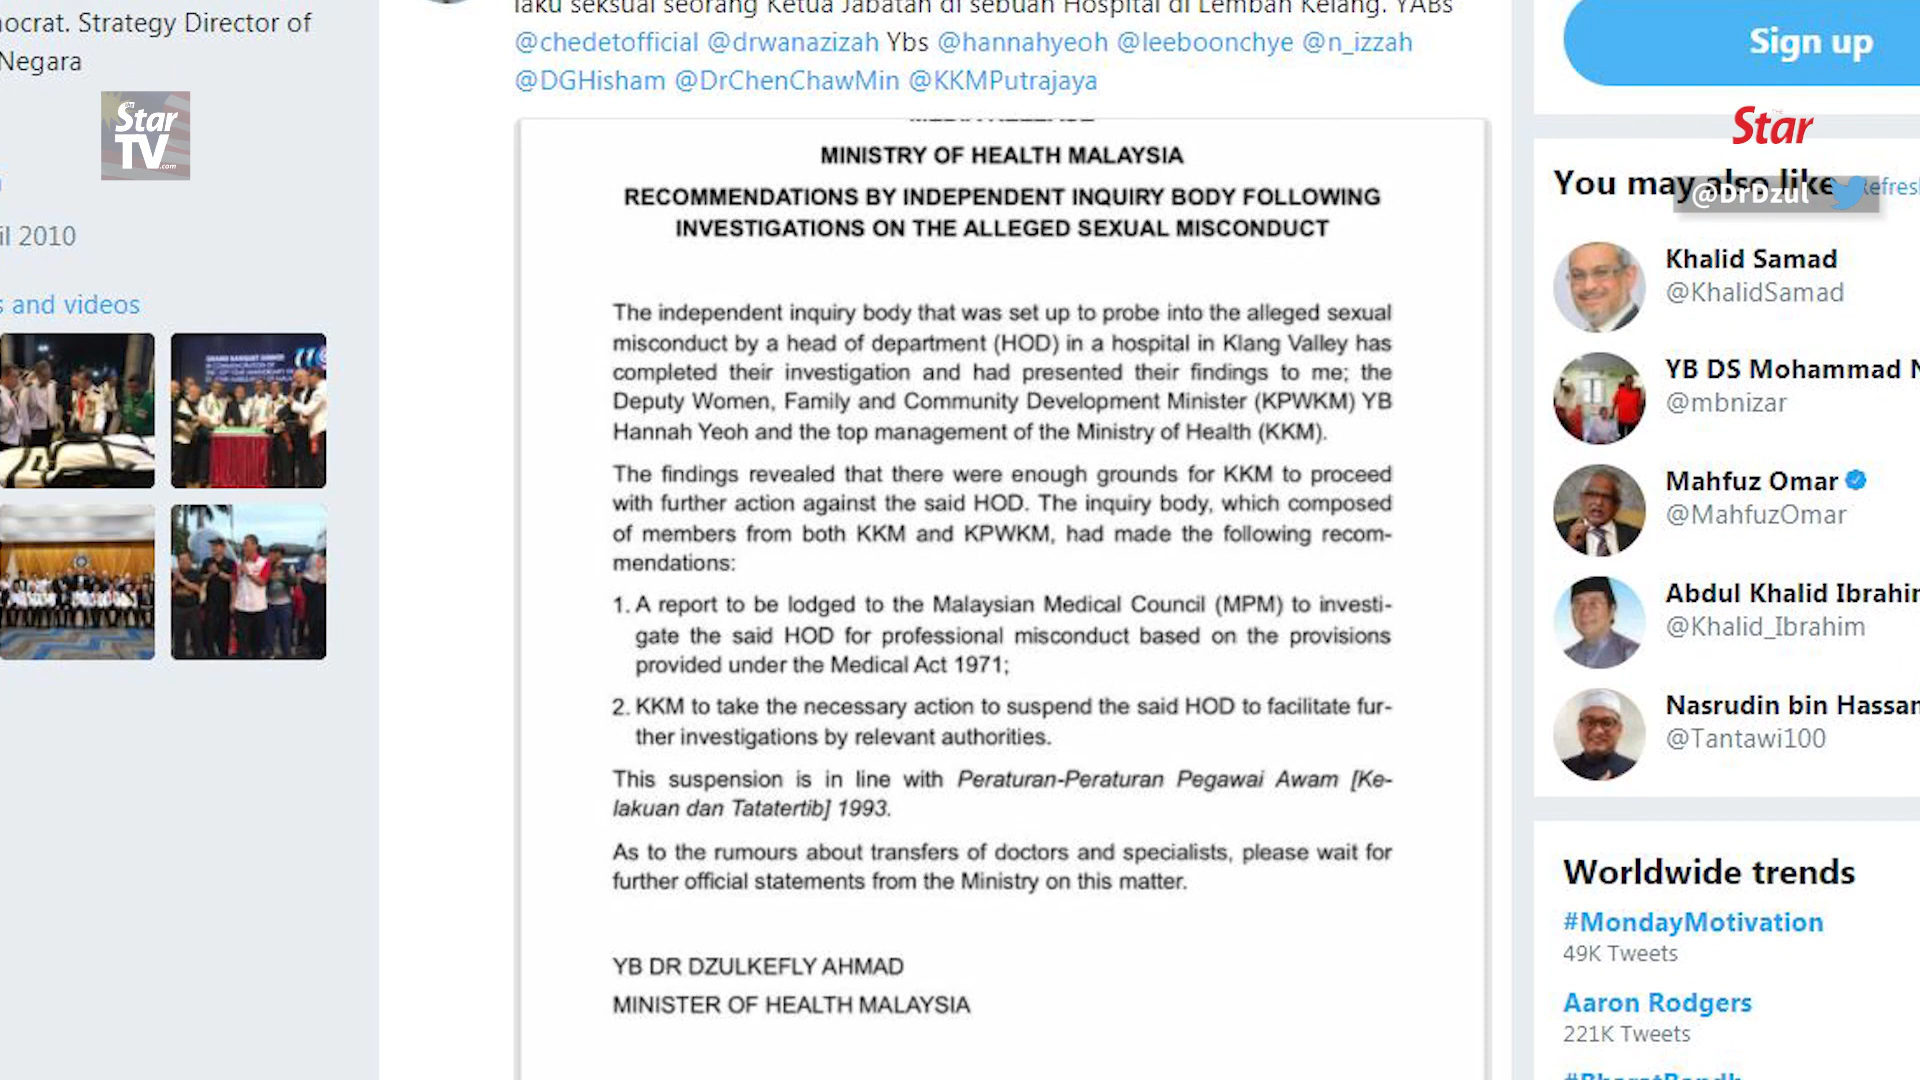 ocrat. Strategy Director of
Negara
Star
TV.com
il 2010
s and videos
laku seksual seorang Ketua Jabatan di sebuah Hospital di Lembah Kelang. YABs
@chedetofficial @drwanazizah Ybs @hannahyeoh @leeboonchye @n_izzah
@DGHisham @DrChenChawMin @KKMPutrajaya
MEDIA RELEASE
MINISTRY OF HEALTH MALAYSIA
RECOMMENDATIONS BY INDEPENDENT INQUIRY BODY FOLLOWING
INVESTIGATIONS ON THE ALLEGED SEXUAL MISCONDUCT
The independent inquiry body that was set up to probe into the alleged sexual
misconduct by a head of department (HOD) in a hospital in Klang Valley has
completed their investigation and had presented their findings to me; the
Deputy Women, Family and Community Development Minister (KPWKM) YB
Hannah Yeoh and the top management of the Ministry of Health (KKM).
The findings revealed that there were enough grounds for KKM to proceed
with further action against the said HOD. The inquiry body, which composed
of members from both KKM and KPWKM, had made the following recom-
mendations:
1. A report to be lodged to the Malaysian Medical Council (MPM) to investi-
gate the said HOD for professional misconduct based on the provisions
provided under the Medical Act 1971;
2. KKM to take the necessary action to suspend the said HOD to facilitate fur-
ther investigations by relevant authorities.
This suspension is in line with Peraturan-Peraturan Pegawai Awam [Ke-
lakuan dan Tatatertib] 1993.
As to the rumours about transfers of doctors and specialists, please wait for
further official statements from the Ministry on this matter.
YB DR DZULKEFLY AHMAD
MINISTER OF HEALTH MALAYSIA
Sign up
Star
You may also like
Refres
@DrDzul
Khalid Samad
@KhalidSamad
YB DS Mohammad N
@mbnizar
Mahfuz Omar
@MahfuzOmar
Abdul Khalid Ibrahim
@Khalid_Ibrahim
Nasrudin bin Hassan
@Tantawi100
Worldwide trends
#MondayMotivation
49K Tweets
Aaron Rodgers
221K Tweets
#BharatBandh